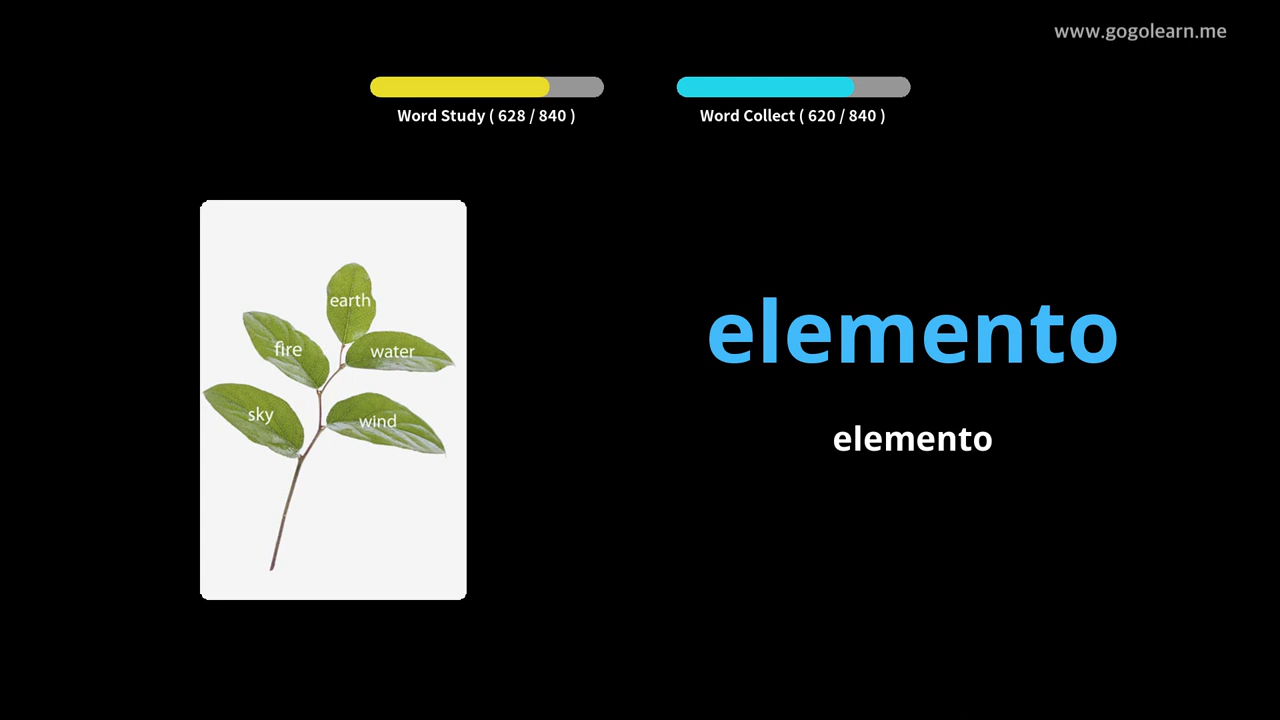 www.gogolearn.me
Word Study ( 628 / 840 )
Word Collect ( 620 / 840 )
earth
fire
water
sky
wind
elemento
elemento